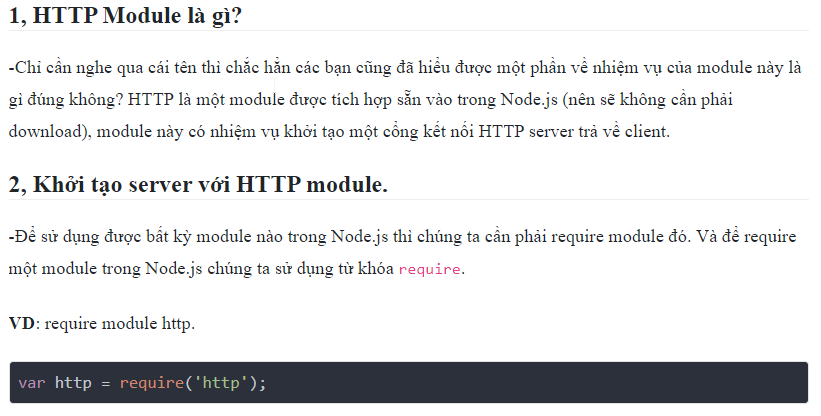 1, HTTP Module là gì?
-Chỉ cần nghe qua cái tên thì chắc hẳn các bạn cũng đã hiểu được một phần về nhiệm vụ của module này là
gì đúng không? HTTP là một module được tích hợp sẵn vào trong Node.js (nên sẽ không cần phải
download), module này có nhiệm vụ khởi tạo một cổng kết nối HTTP server trả về client.
2, Khởi tạo server với HTTP module.
-Để sử dụng được bất kỳ module nào trong Node.js thì chúng ta cần phải require module đó. Và để require
một module trong Node.js chúng ta sử dụng từ khóa require.
VD: require module http.
var http = require('http');